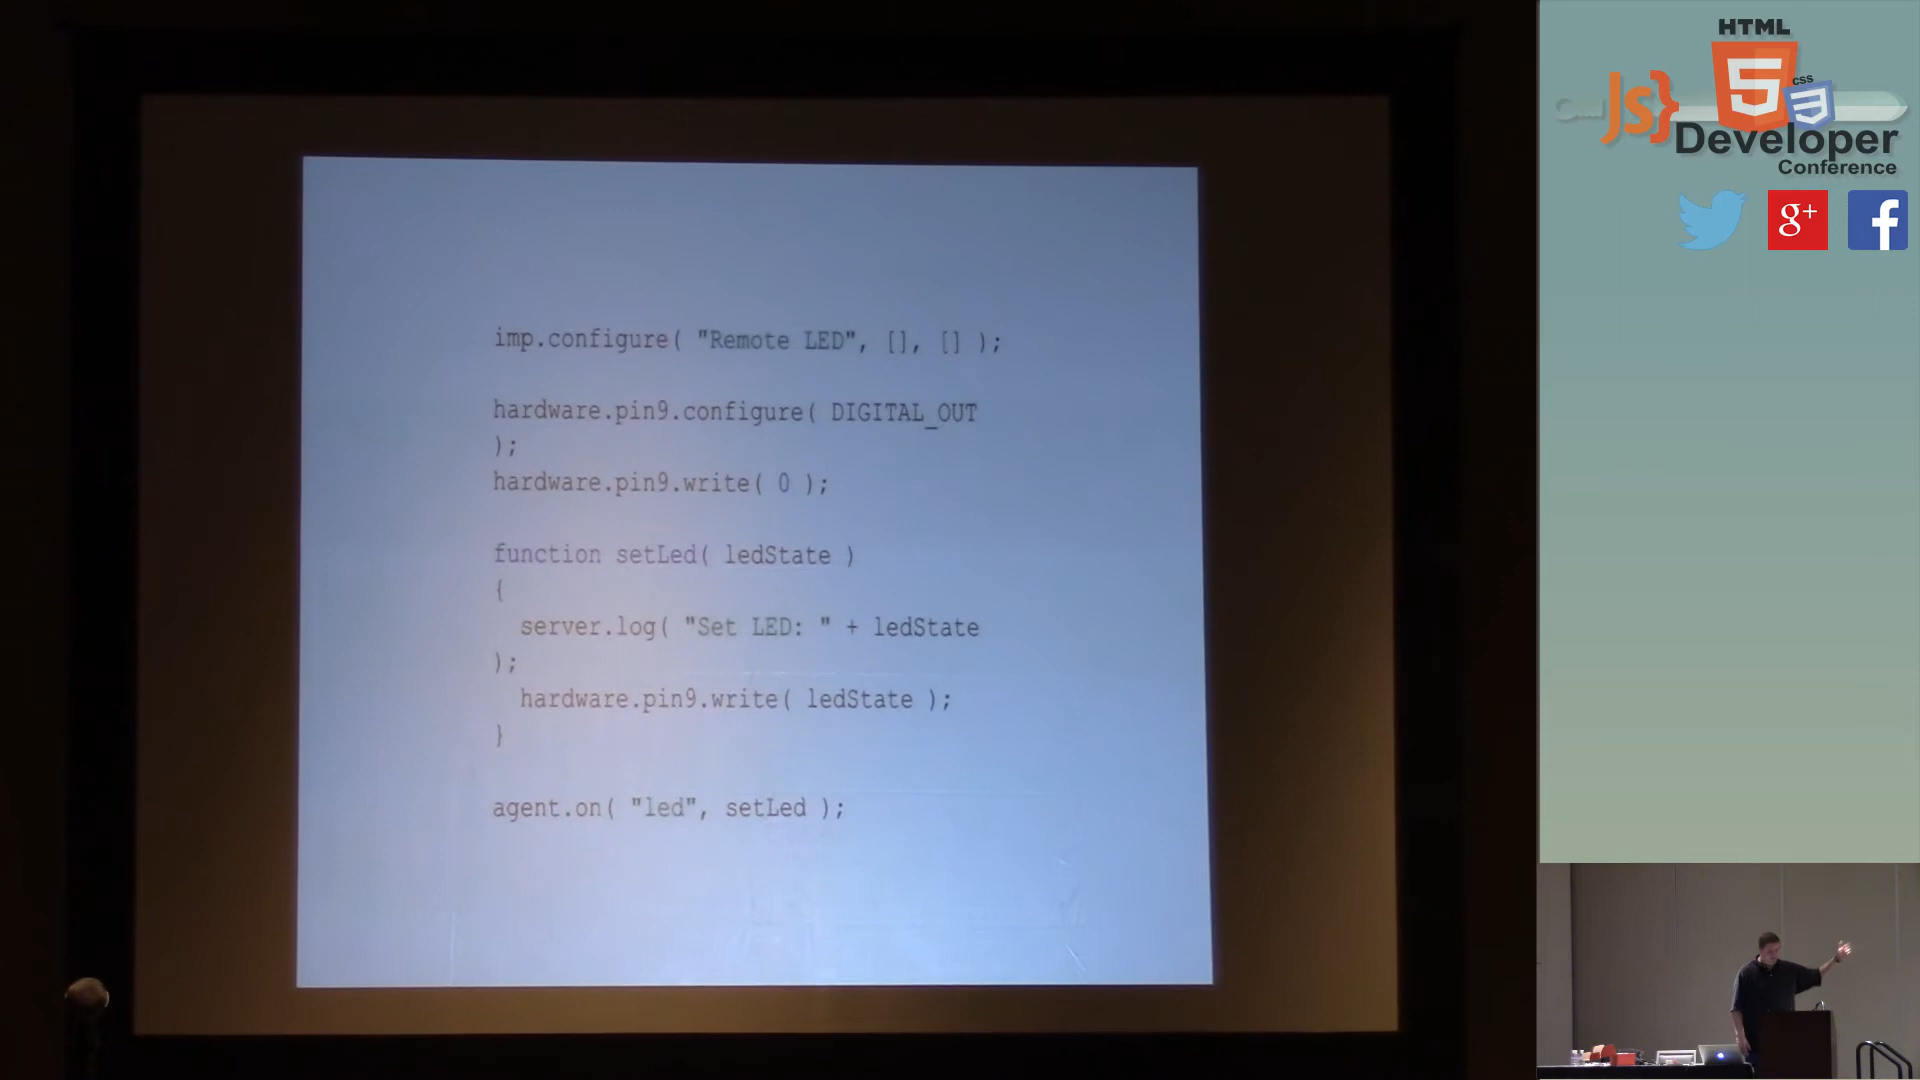 imp.configure( "Remote LED", [], [] );
hardware.pin9.configure( DIGITAL_OUT
);
hardware.pin9.write( 0 );
function setLed( ledState )
{
server.log( "Set LED: " + ledState
);
hardware.pin9.write( ledState );
}
agent.on( "led", setLed );
HTML
5
CSS
3
JS}
Developer
Conference
g+
f